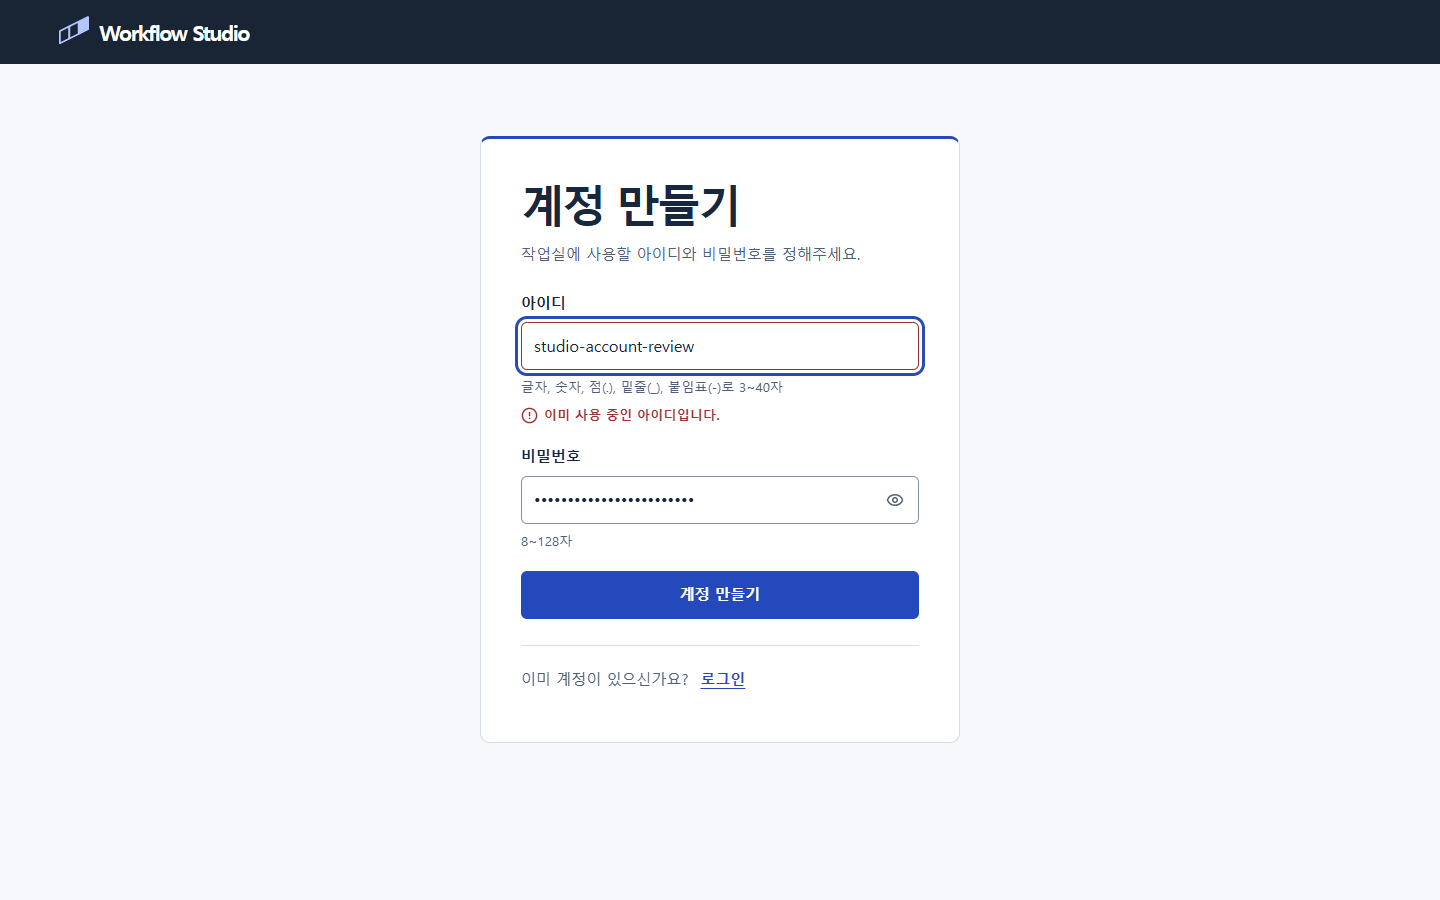 Workflow Studio
계정 만들기
작업실에 사용할 아이디와 비밀번호를 정해주세요.
아이디
studio-account-review
글자, 숫자, 점(.), 밑줄(_), 붙임표(-)로 3~40자
이미 사용 중인 아이디입니다.
비밀번호
••••••••••••••••••••••••
8~128자
계정 만들기
이미 계정이 있으신가요? 로그인